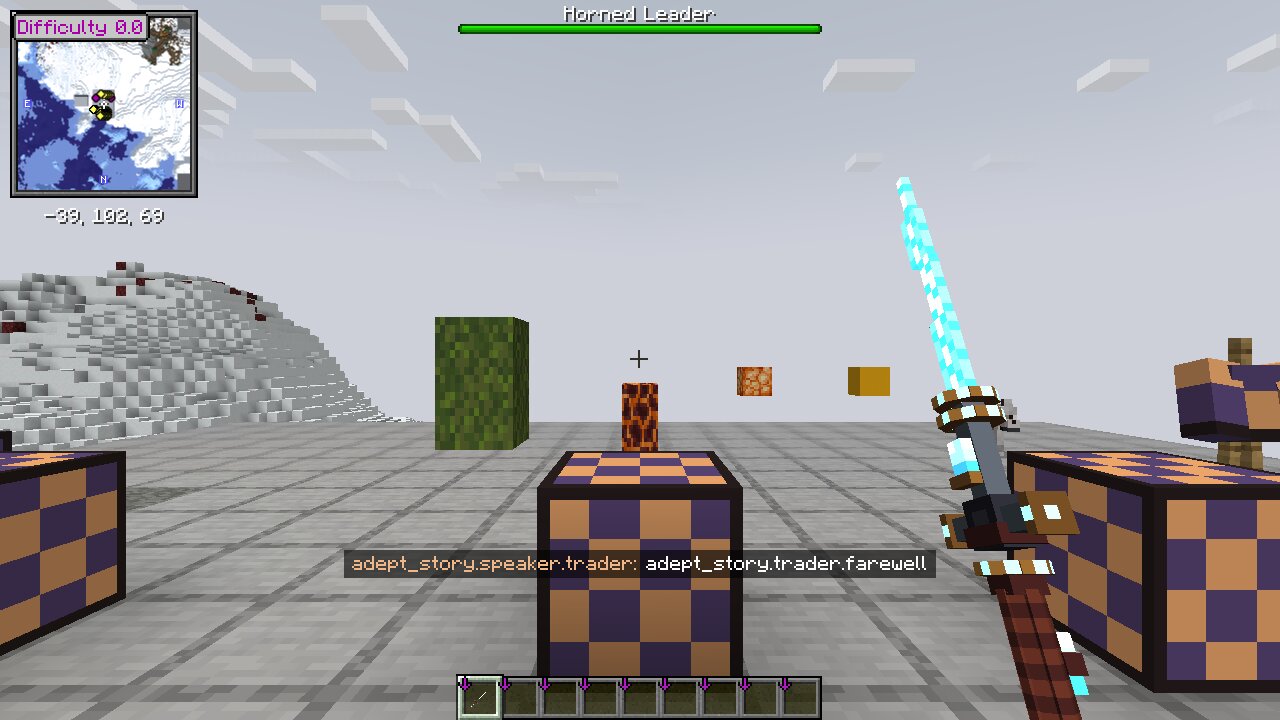 Horned Leader
Difficulty 0.0
E
W
N
-39, 102, 69
adept_story.speaker.trader: adept_story.trader.farewell